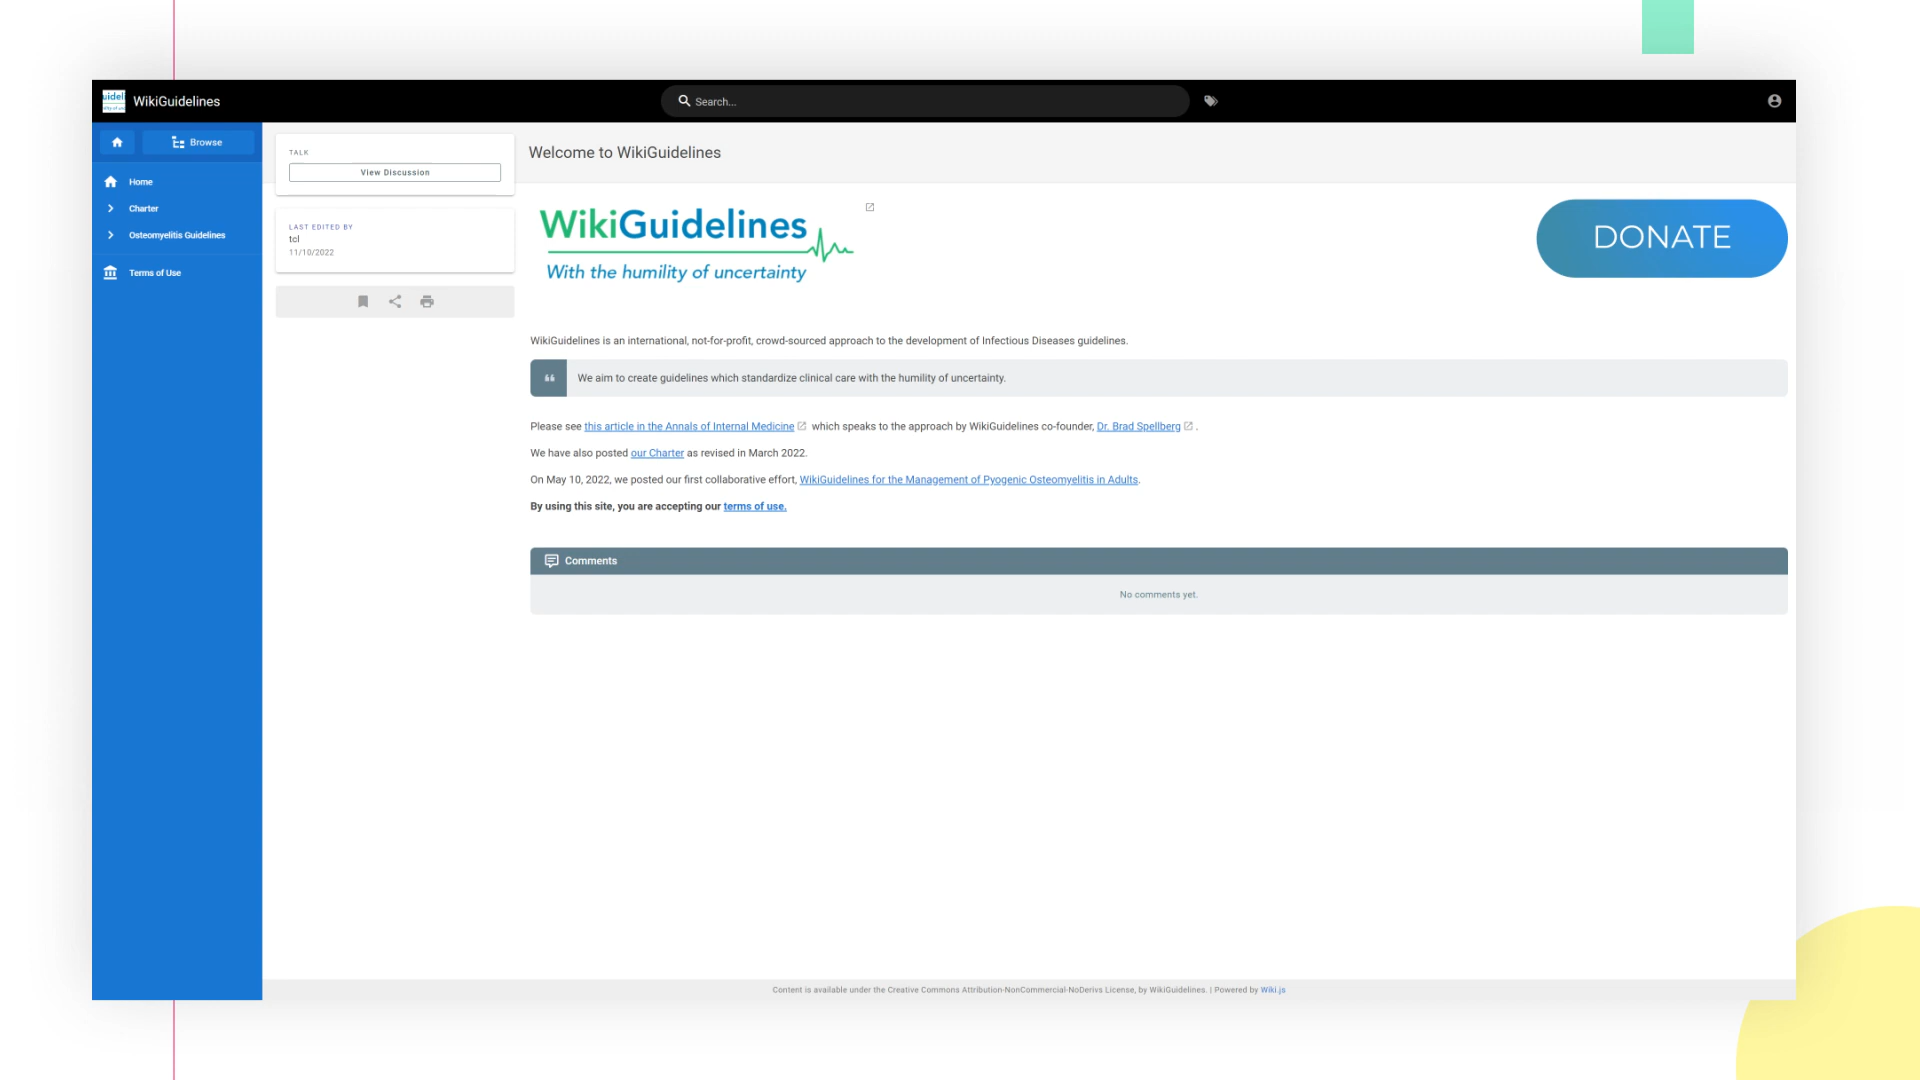 WikiGuidelines
Search...
Browse
Home
Charter
Osteomyelitis Guidelines
Terms of Use
TALK
View Discussion
LAST EDITED BY
tcl
11/10/2022
Welcome to WikiGuidelines
WikiGuidelines
With the humility of uncertainty
DONATE
WikiGuidelines is an international, not-for-profit, crowd-sourced approach to the development of Infectious Diseases guidelines.
We aim to create guidelines which standardize clinical care with the humility of uncertainty.
Please see this article in the Annals of Internal Medicine which speaks to the approach by WikiGuidelines co-founder, Dr. Brad Spellberg .
We have also posted our Charter as revised in March 2022.
On May 10, 2022, we posted our first collaborative effort, WikiGuidelines for the Management of Pyogenic Osteomyelitis in Adults.
By using this site, you are accepting our terms of use.
Comments
No comments yet.
Content is available under the Creative Commons Attribution-NonCommercial-NoDerivs License, by WikiGuidelines. | Powered by Wiki.js